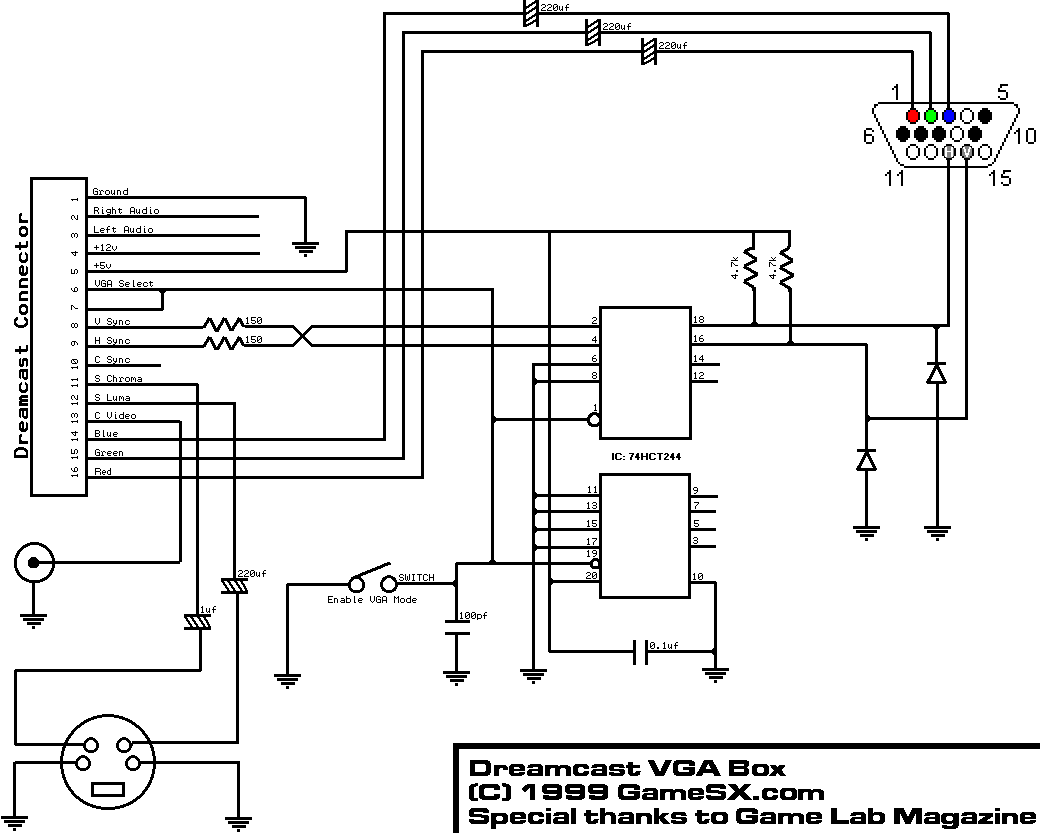 220uf
220uf
220uf
1 5
6 10
11 15
Dreamcast Connector
1 Ground
2 Right Audio
3 Left Audio
4 +12v
5 +5v
6 VGA Select
7
8 V Sync
9 H Sync
10 C Sync
11 S Chroma
12 S Luma
13 C Video
14 Blue
15 Green
16 Red
150
150
4.7k 4.7k
2 18
4 16
6 14
8 12
1
IC: 74HCT244
11 9
13 7
15 5
17 3
19
20 10
H V
SWITCH
Enable VGA Mode
220uf
1uf
100pf
0.1uf
Dreamcast VGA Box
(C) 1999 GameSX.com
Special thanks to Game Lab Magazine